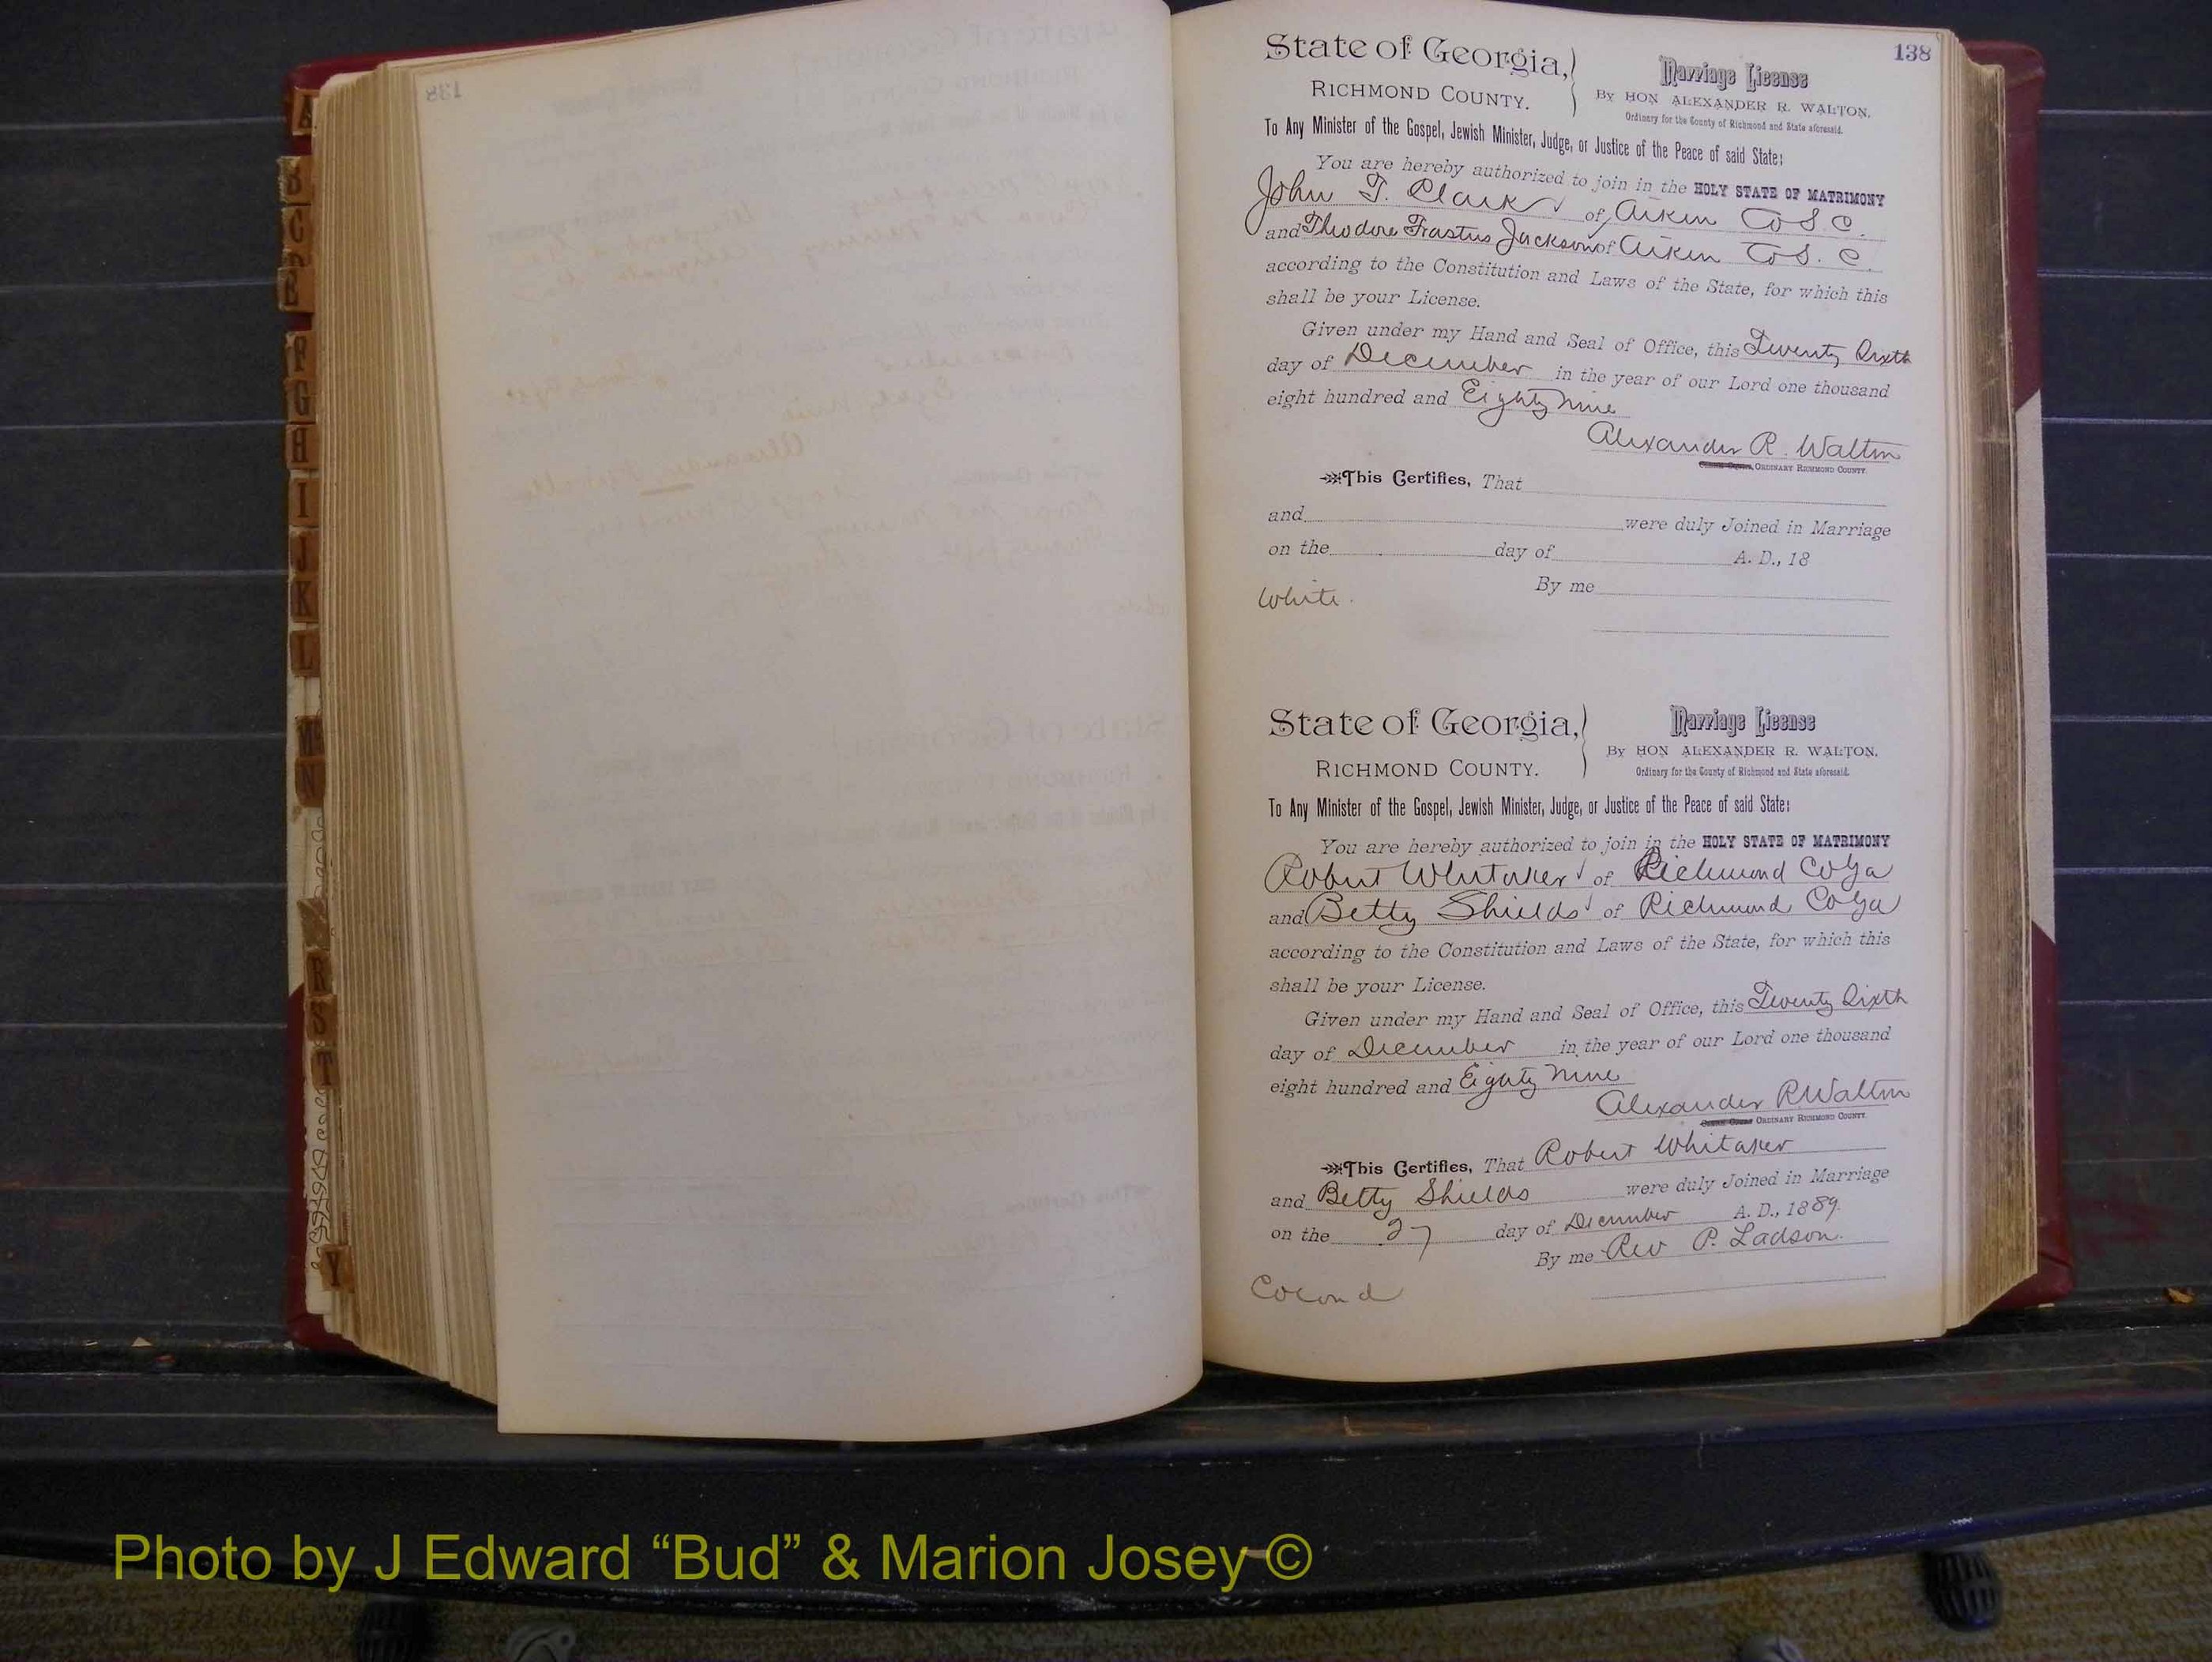 138
State of Georgia,
RICHMOND COUNTY.
Marriage License
By HON ALEXANDER R. WALTON,
Ordinary for the County of Richmond and State aforesaid.
To Any Minister of the Gospel, Jewish Minister, Judge, or Justice of the Peace of said State:
You are hereby authorized to join in the HOLY STATE OF MATRIMONY
John T. Clark of Aiken Co S. C.
and Theodore Frastus Jackson of Aiken Co S. C.
according to the Constitution and Laws of the State, for which this
shall be your License.
Given under my Hand and Seal of Office, this Twenty Sixth
day of December in the year of our Lord one thousand
eight hundred and Eighty Nine
Alexander R. Walton
ORDINARY RICHMOND COUNTY.
This Certifies, That
and were duly Joined in Marriage
on the day of A. D., 18
By me
White.
State of Georgia,
RICHMOND COUNTY.
Marriage License
By HON ALEXANDER R. WALTON,
Ordinary for the County of Richmond and State aforesaid.
To Any Minister of the Gospel, Jewish Minister, Judge, or Justice of the Peace of said State:
You are hereby authorized to join in the HOLY STATE OF MATRIMONY
Robert Whitaker of Richmond Co Ga
and Betty Shields of Richmond Co Ga
according to the Constitution and Laws of the State, for which this
shall be your License.
Given under my Hand and Seal of Office, this Twenty Sixth
day of December in the year of our Lord one thousand
eight hundred and Eighty Nine
Alexander R Walton
ORDINARY RICHMOND COUNTY.
This Certifies, That Robert Whitaker
and Betty Shields were duly Joined in Marriage
on the 27 day of December A. D., 1889.
By me Rev P. Ladson.
A
B
C
E
F
G
H
I
J
K
L
Mc
N
R
S
T
Y
Photo by J Edward “Bud” & Marion Josey ©